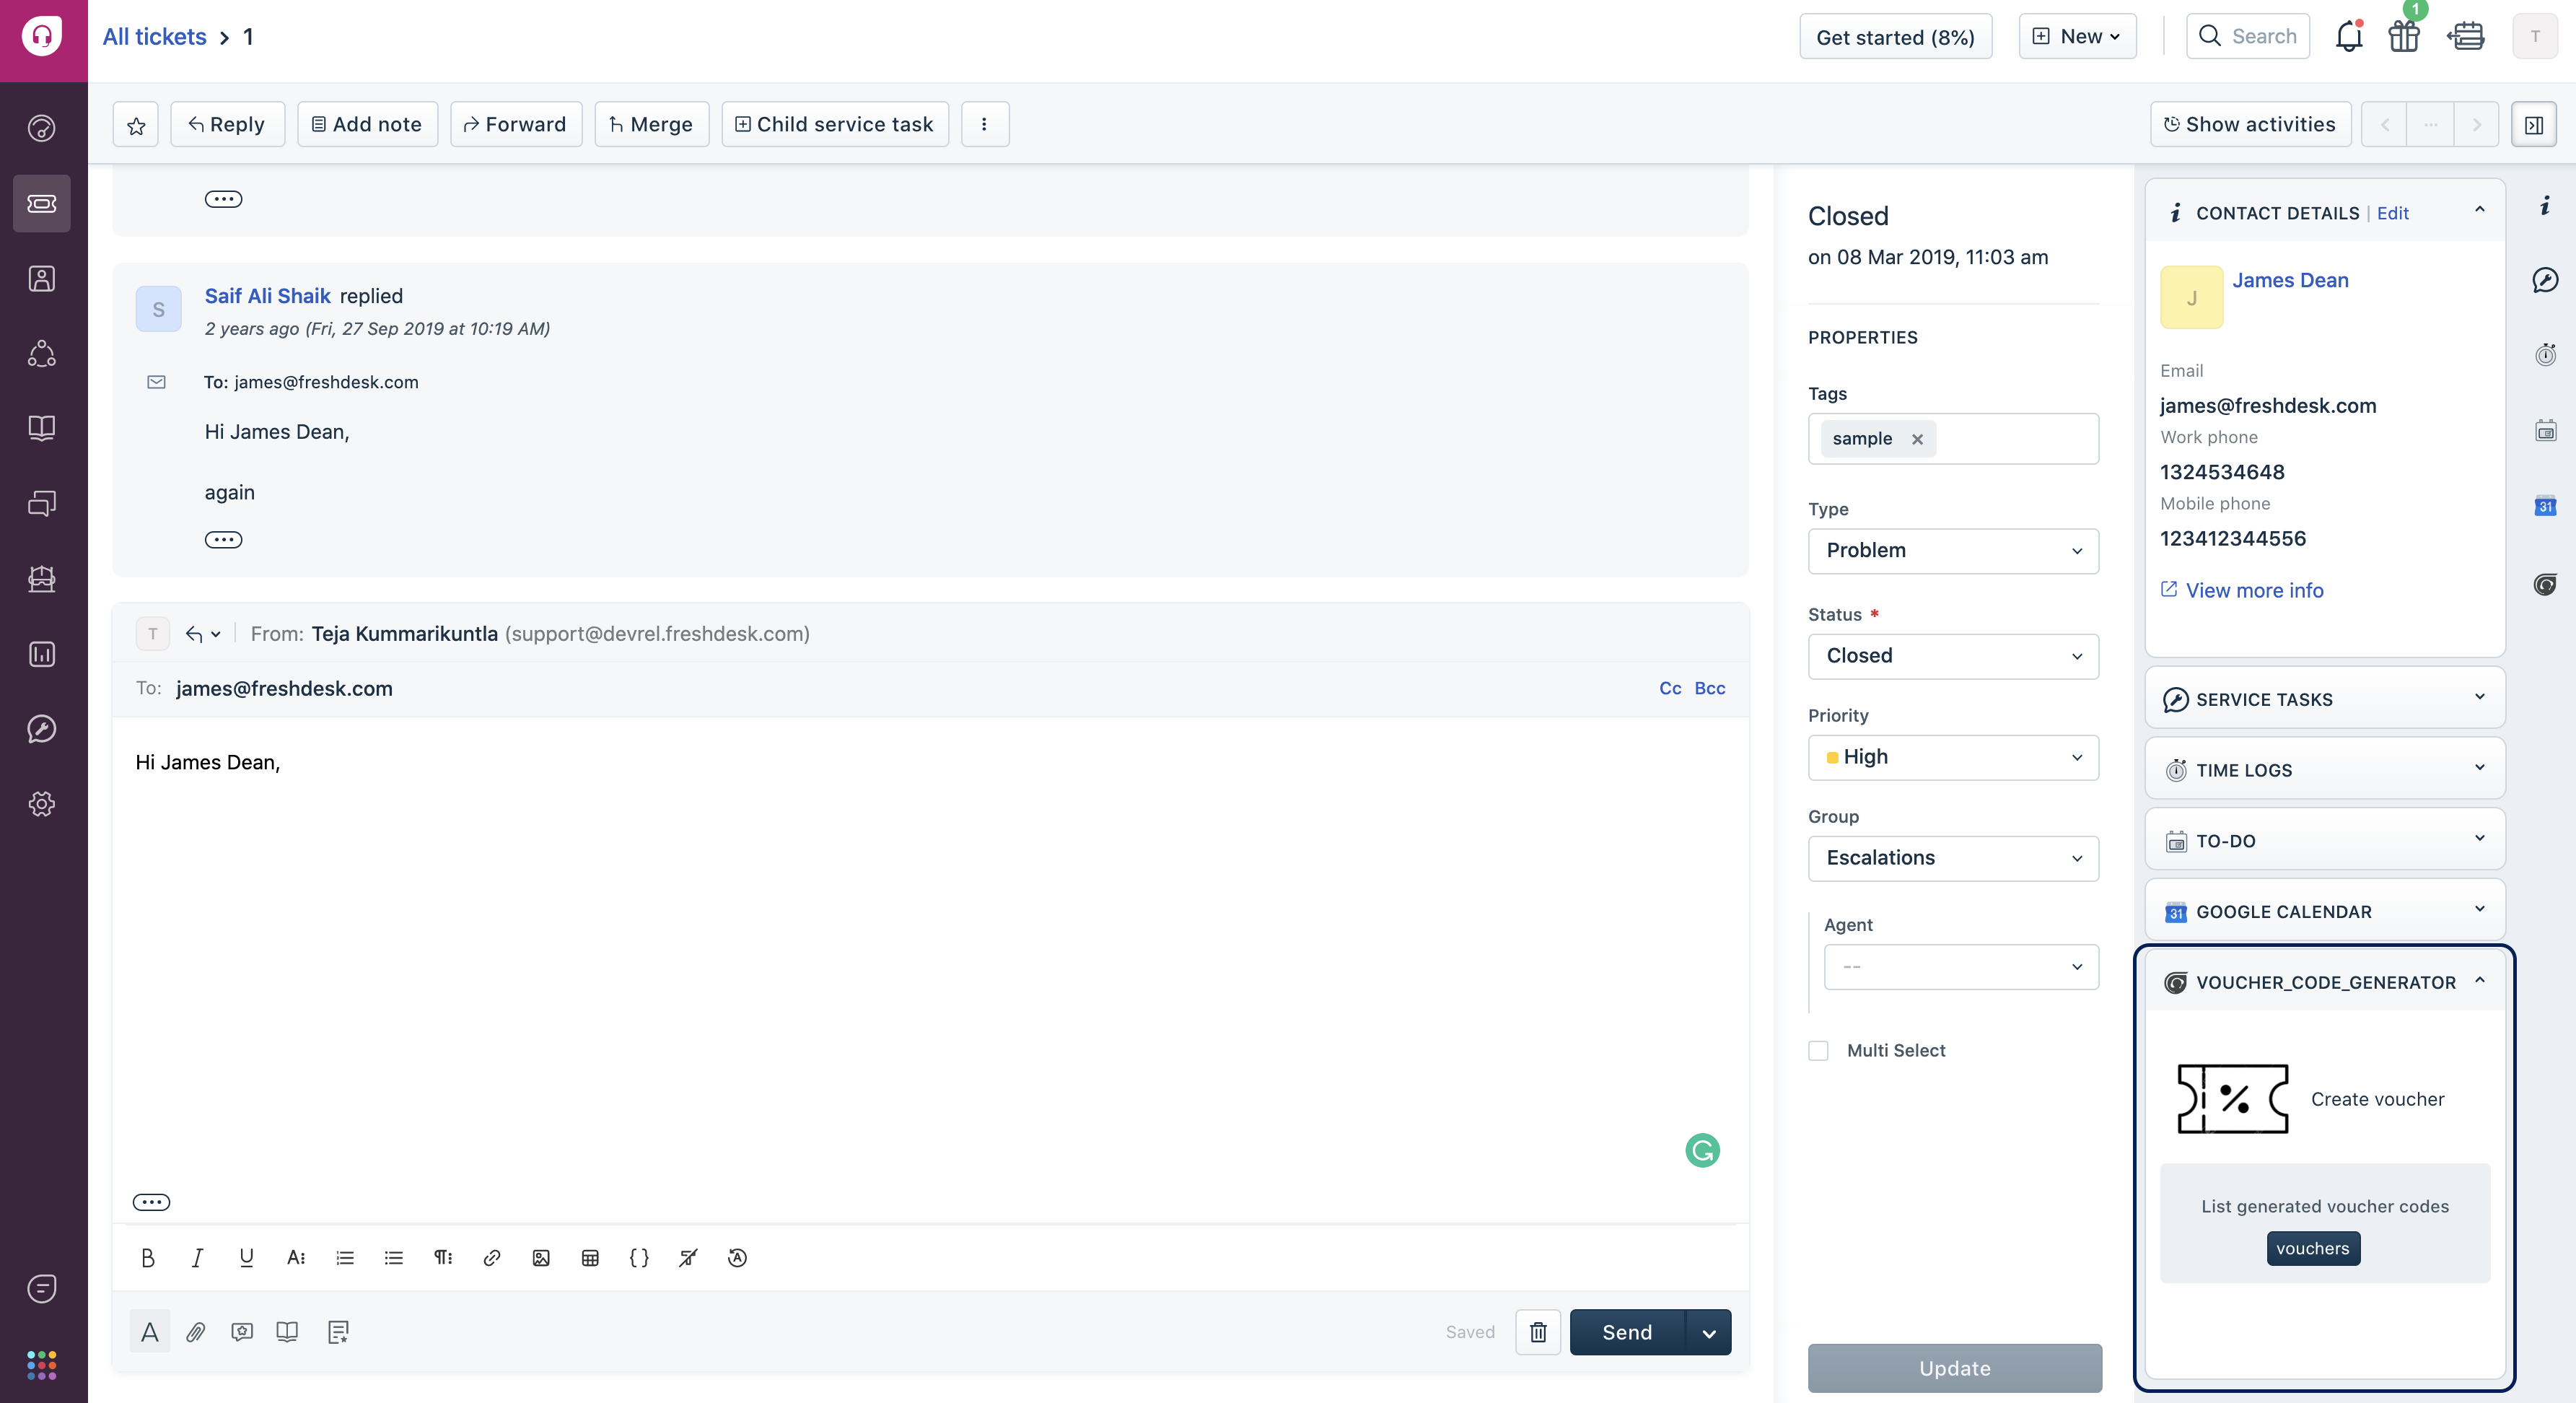 All tickets > 1
Get started (8%)
New
Search
1
T
Reply
Add note
Forward
Merge
Child service task
Show activities
S
Saif Ali Shaik replied
2 years ago (Fri, 27 Sep 2019 at 10:19 AM)
To: james@freshdesk.com
Hi James Dean,
again
T
From: Teja Kummarikuntla (support@devrel.freshdesk.com)
To: james@freshdesk.com
Cc Bcc
Hi James Dean,
Saved
Send
Closed
on 08 Mar 2019, 11:03 am
PROPERTIES
Tags
sample
Type
Problem
Status *
Closed
Priority
High
Group
Escalations
Agent
--
Multi Select
Update
CONTACT DETAILS | Edit
J
James Dean
Email
james@freshdesk.com
Work phone
1324534648
Mobile phone
123412344556
View more info
SERVICE TASKS
TIME LOGS
TO-DO
31
GOOGLE CALENDAR
VOUCHER_CODE_GENERATOR
%
Create voucher
List generated voucher codes
vouchers
31